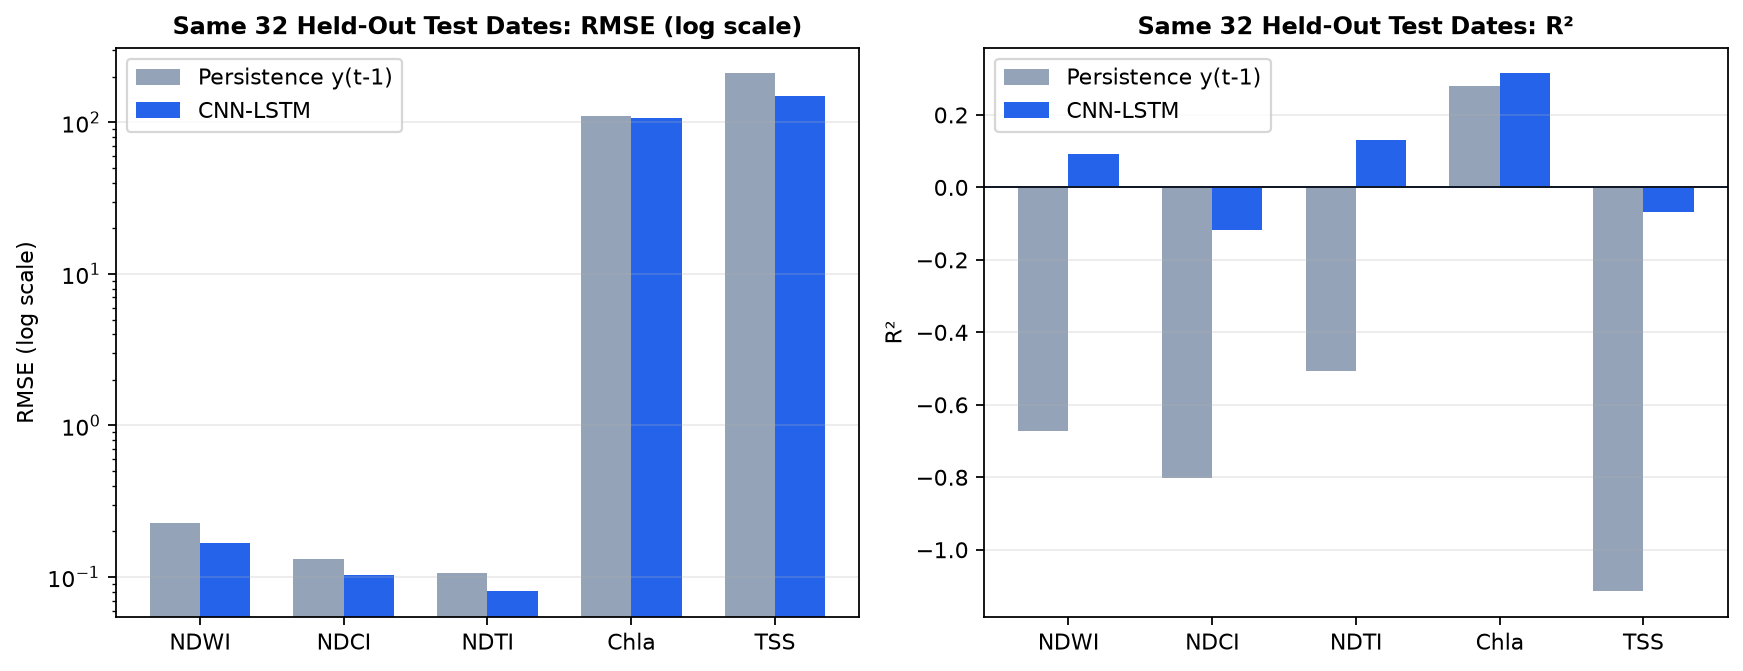 Same 32 Held-Out Test Dates: RMSE (log scale)
Persistence y(t-1)
CNN-LSTM
RMSE (log scale)
10²
10¹
10⁰
10⁻¹
NDWI NDCI NDTI Chla TSS
Same 32 Held-Out Test Dates: R²
Persistence y(t-1)
CNN-LSTM
R²
0.2
0.0
−0.2
−0.4
−0.6
−0.8
−1.0
NDWI NDCI NDTI Chla TSS